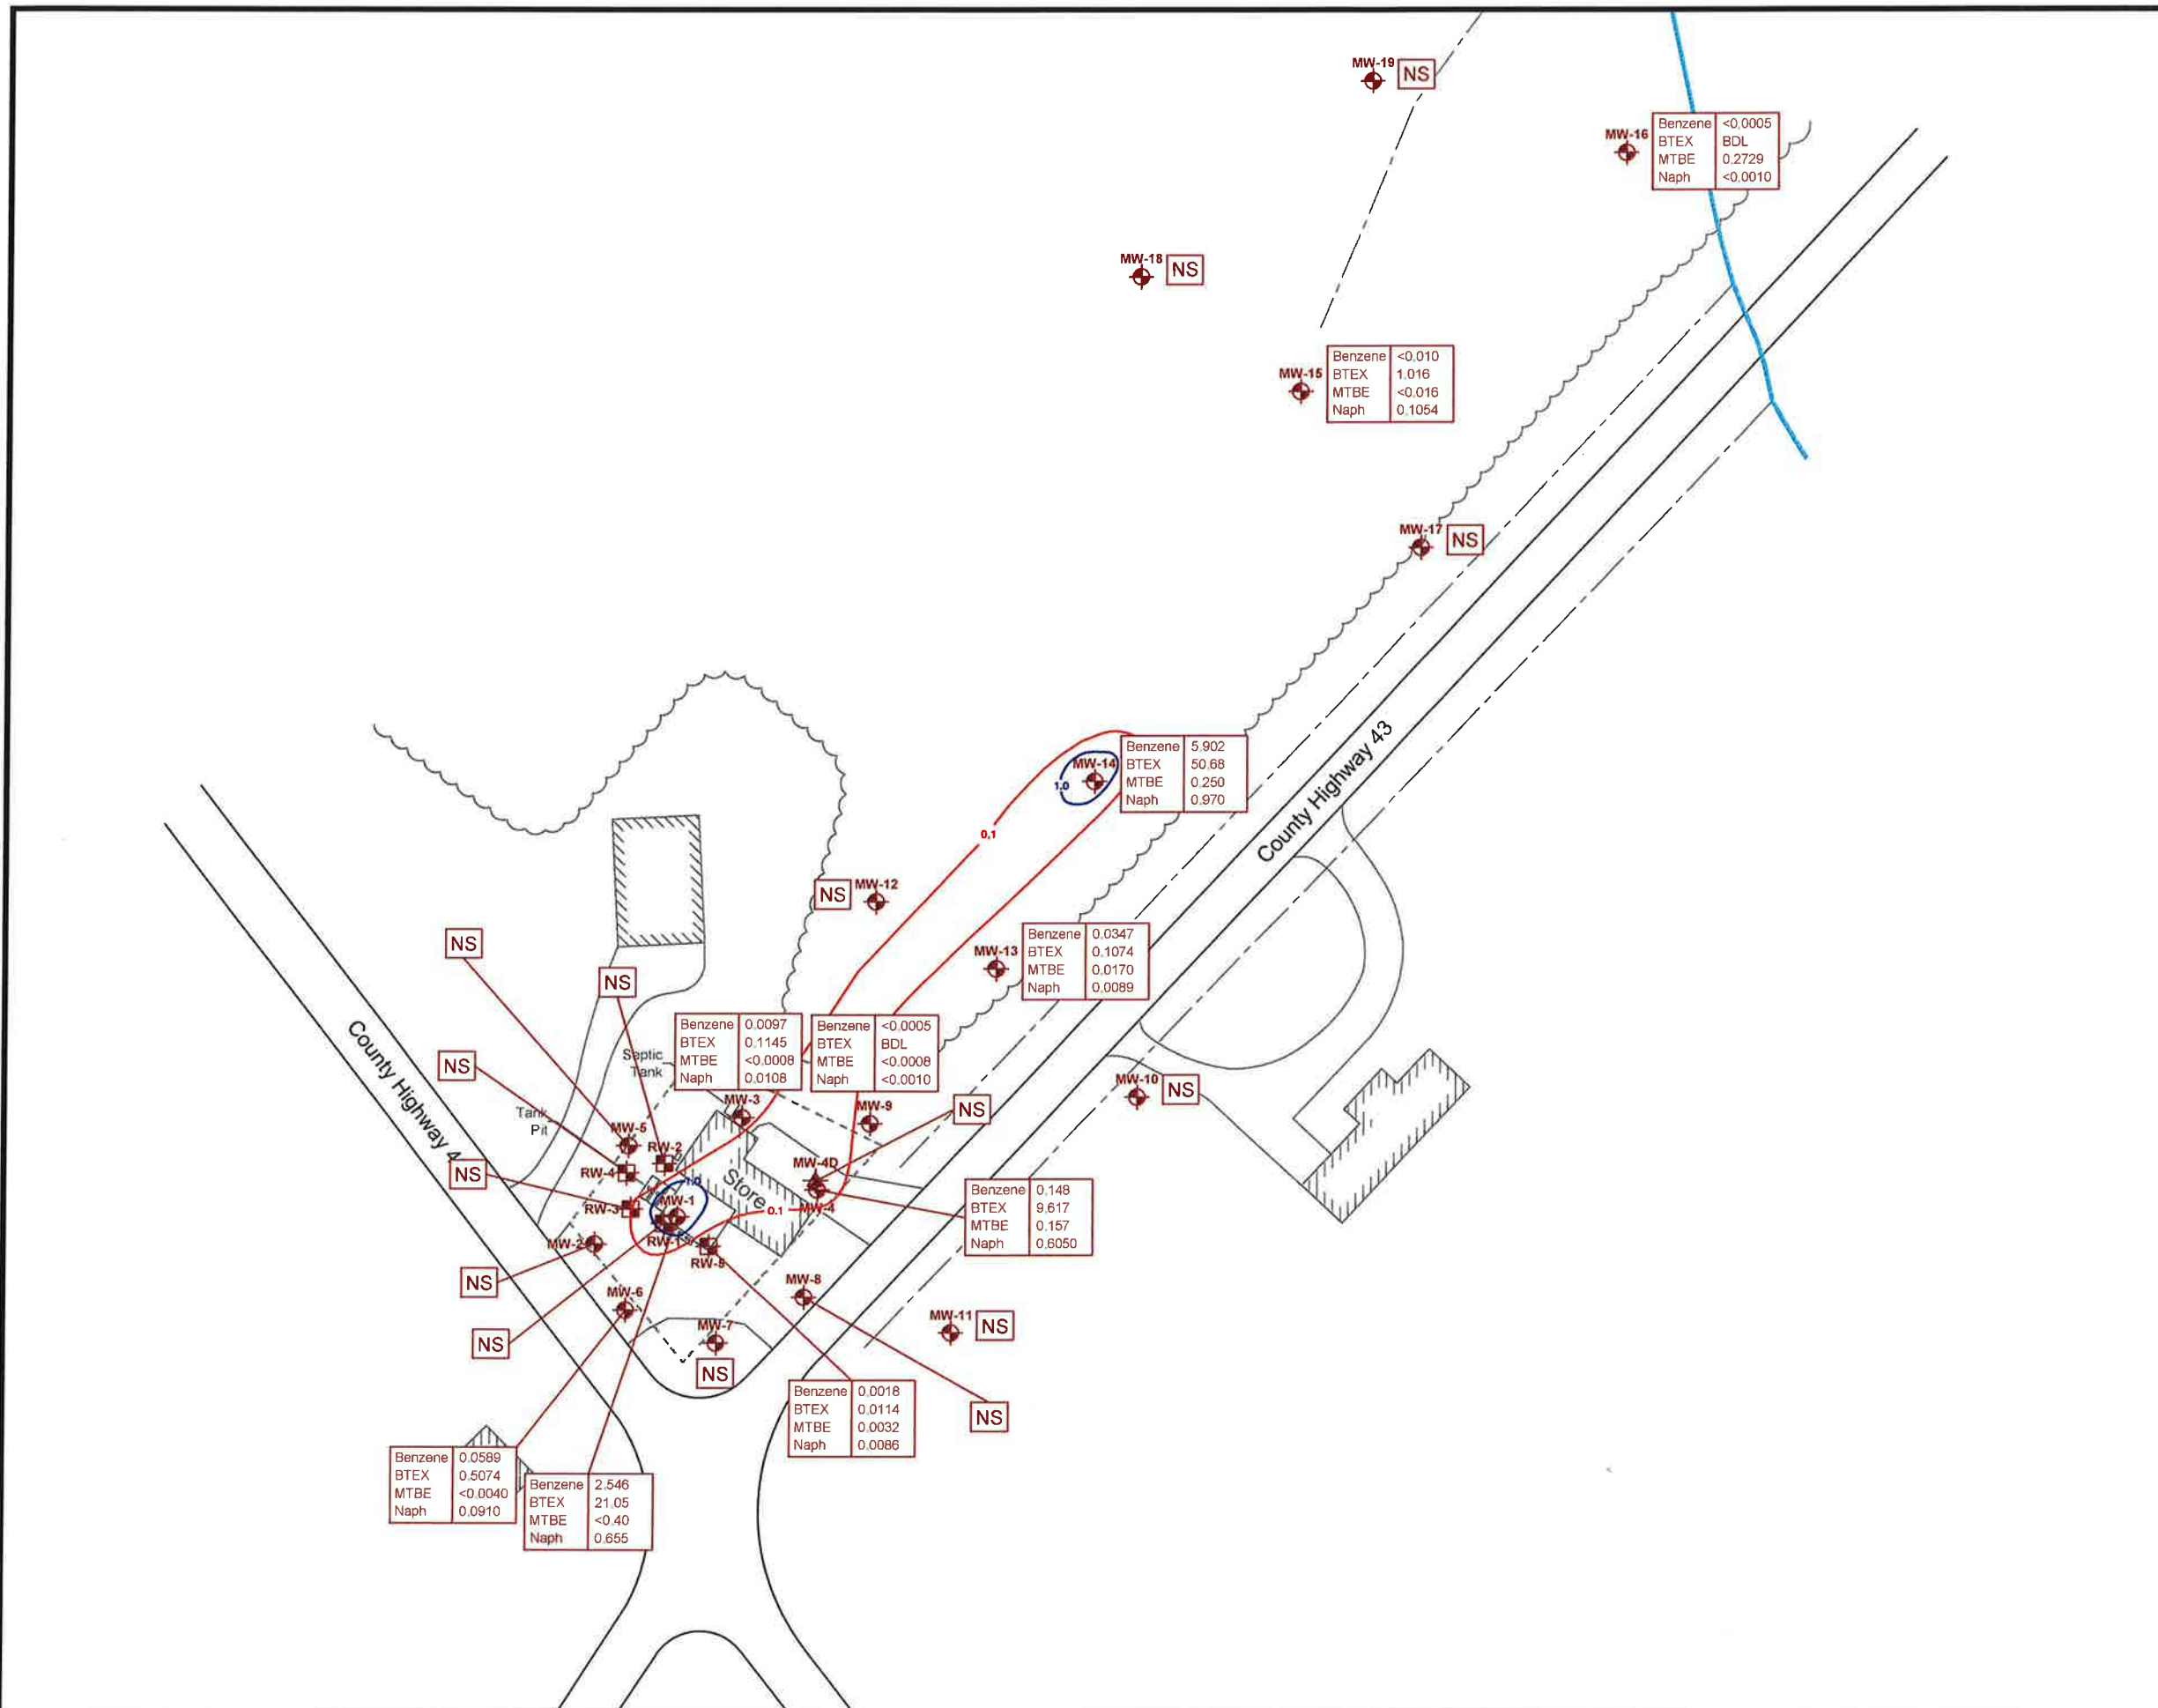 MW-19 NS
MW-16
Benzene <0.0005
BTEX BDL
MTBE 0.2729
Naph <0.0010
MW-18 NS
MW-15
Benzene <0.010
BTEX 1.016
MTBE <0.016
Naph 0.1054
MW-17 NS
County Highway 43
MW-14
1.0
Benzene 5.902
BTEX 50.68
MTBE 0.250
Naph 0.970
0.1
NS MW-12
MW-13
Benzene 0.0347
BTEX 0.1074
MTBE 0.0170
Naph 0.0089
NS
NS
County Highway 4
Septic
Tank
Benzene 0.0097
BTEX 0.1145
MTBE <0.0008
Naph 0.0108
Benzene <0.0005
BTEX BDL
MTBE <0.0008
Naph <0.0010
NS
MW-10 NS
MW-3
MW-9
NS
Tank
Pit
MW-5
RW-2
RW-4
NS
MW-4D
MW-4
Store
1.0
MW-1
RW-3
0.1
Benzene 0.148
BTEX 9.617
MTBE 0.157
Naph 0.6050
MW-2
RW-1
RW-5
NS
MW-8
MW-6
MW-11 NS
MW-7
NS
NS
NS
Benzene 0.0018
BTEX 0.0114
MTBE 0.0032
Naph 0.0086
Benzene 0.0589
BTEX 0.5074
MTBE <0.0040
Naph 0.0910
Benzene 2.546
BTEX 21.05
MTBE <0.40
Naph 0.655